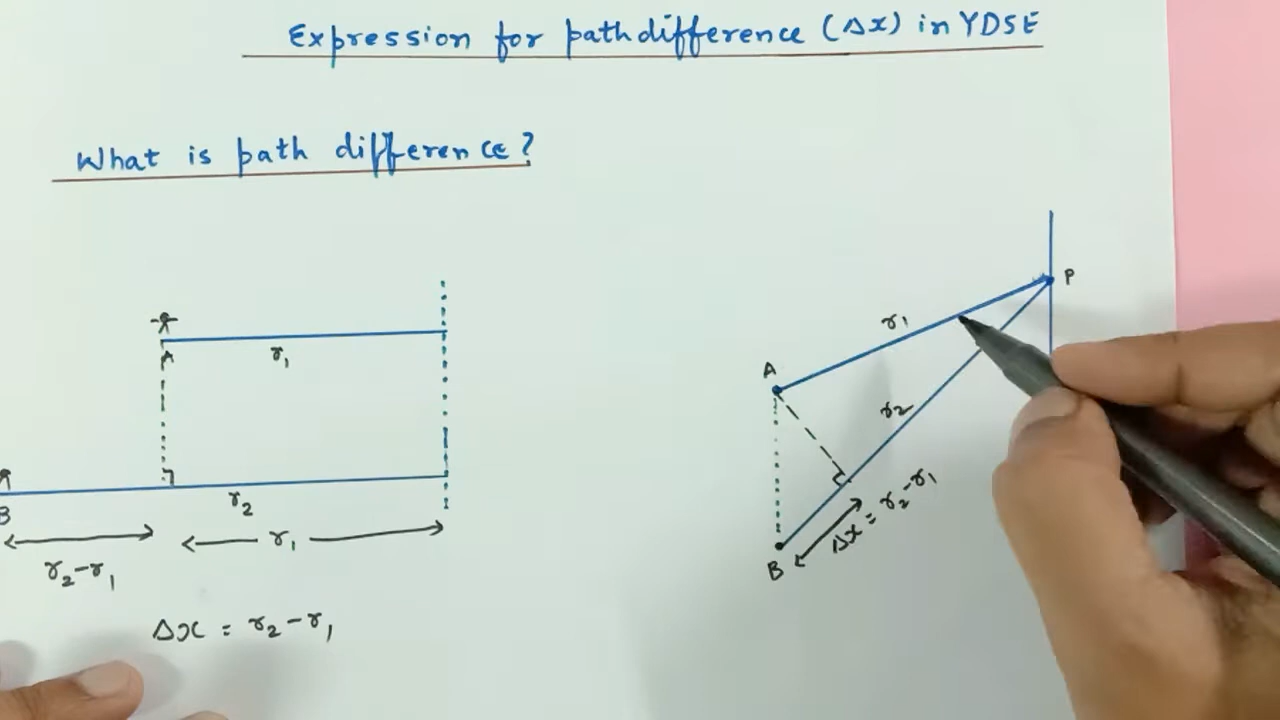 Expression for path difference (Δx) in YDSE
What is path difference?
A
r₁
B
r₂
r₁
r₂-r₁
Δx = r₂-r₁
P
r₁
A
r₂
Δx = r₂-r₁
B